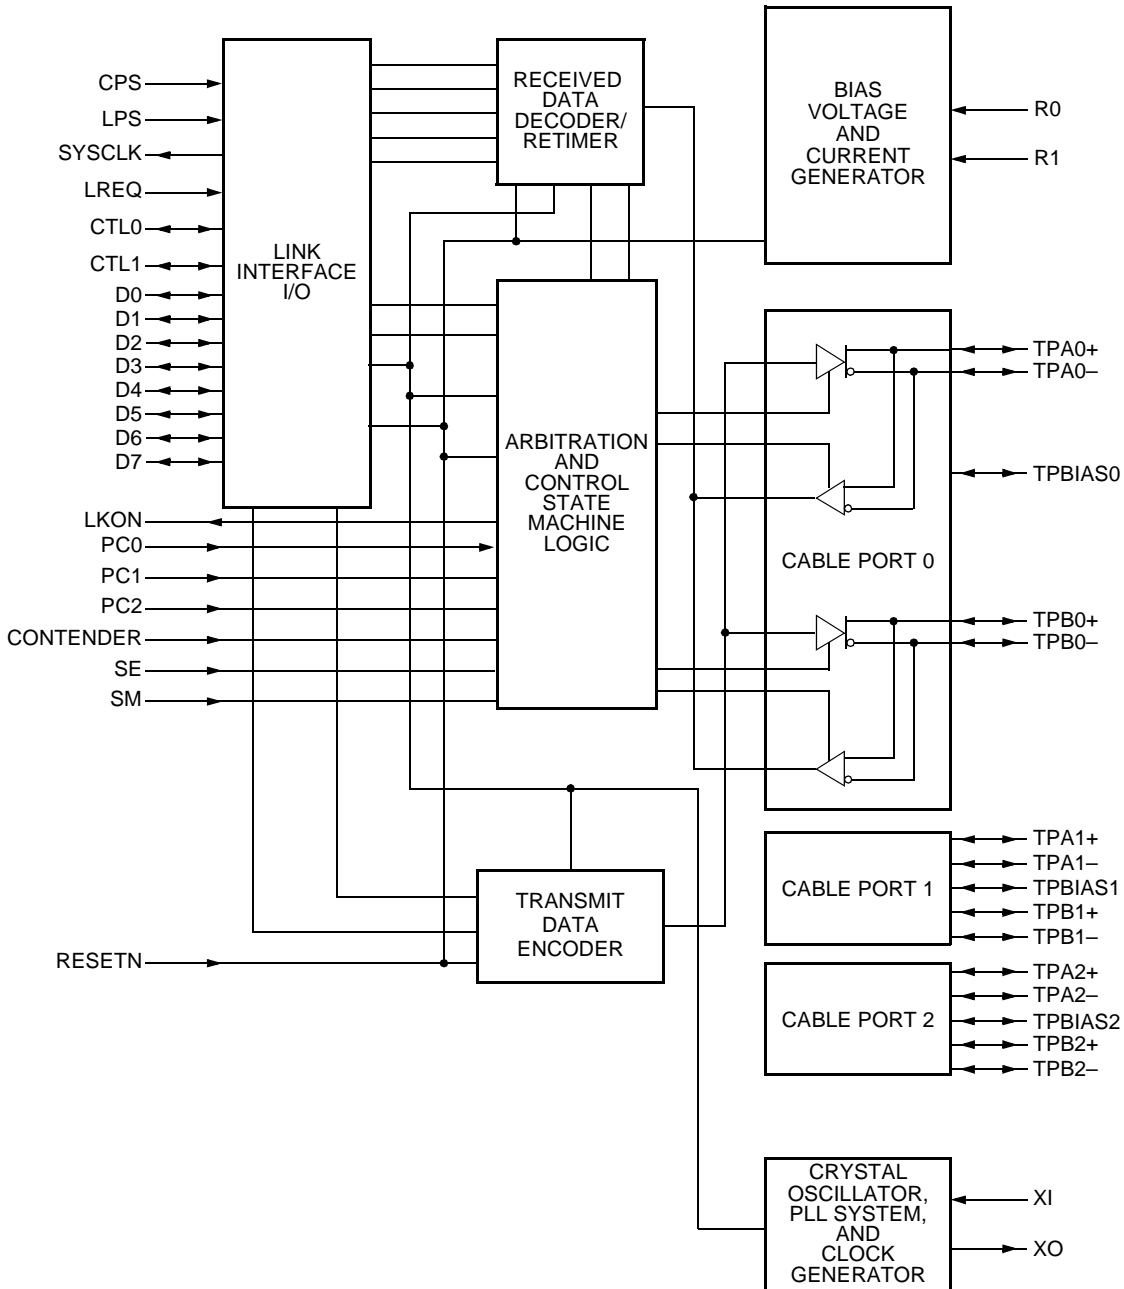 CPS
LPS
SYSCLK
LREQ
CTL0
CTL1
D0
D1
D2
D3
D4
D5
D6
D7
LKON
PC0
PC1
PC2
CONTENDER
SE
SM
RESETN
LINK
INTERFACE
I/O
RECEIVED
DATA
DECODER/
RETIMER
ARBITRATION
AND
CONTROL
STATE
MACHINE
LOGIC
TRANSMIT
DATA
ENCODER
BIAS
VOLTAGE
AND
CURRENT
GENERATOR
R0
R1
CABLE PORT 0
TPA0+
TPA0–
TPBIAS0
TPB0+
TPB0–
CABLE PORT 1
TPA1+
TPA1–
TPBIAS1
TPB1+
TPB1–
CABLE PORT 2
TPA2+
TPA2–
TPBIAS2
TPB2+
TPB2–
CRYSTAL
OSCILLATOR,
PLL SYSTEM,
AND
CLOCK
GENERATOR
XI
XO